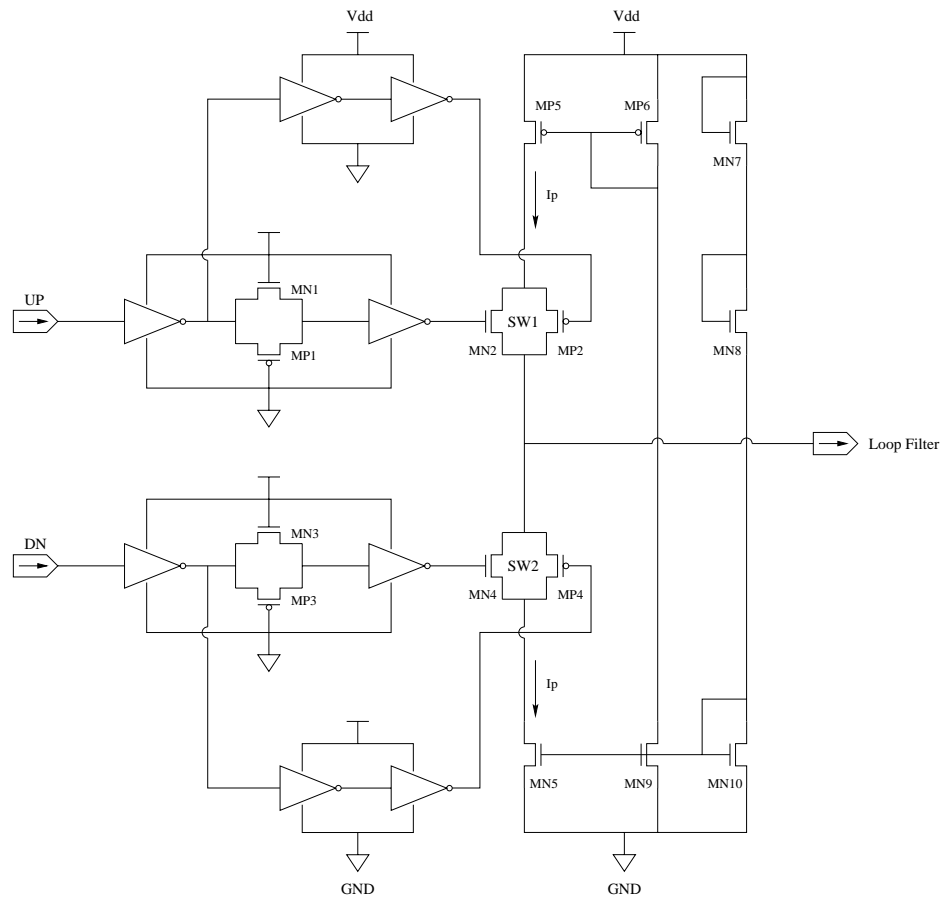 Vdd
Vdd
MP5
MP6
MN7
Ip
UP
MN1
SW1
MP1
MN2
MP2
MN8
Loop Filter
DN
MN3
SW2
MP3
MN4
MP4
Ip
MN5
MN9
MN10
GND
GND